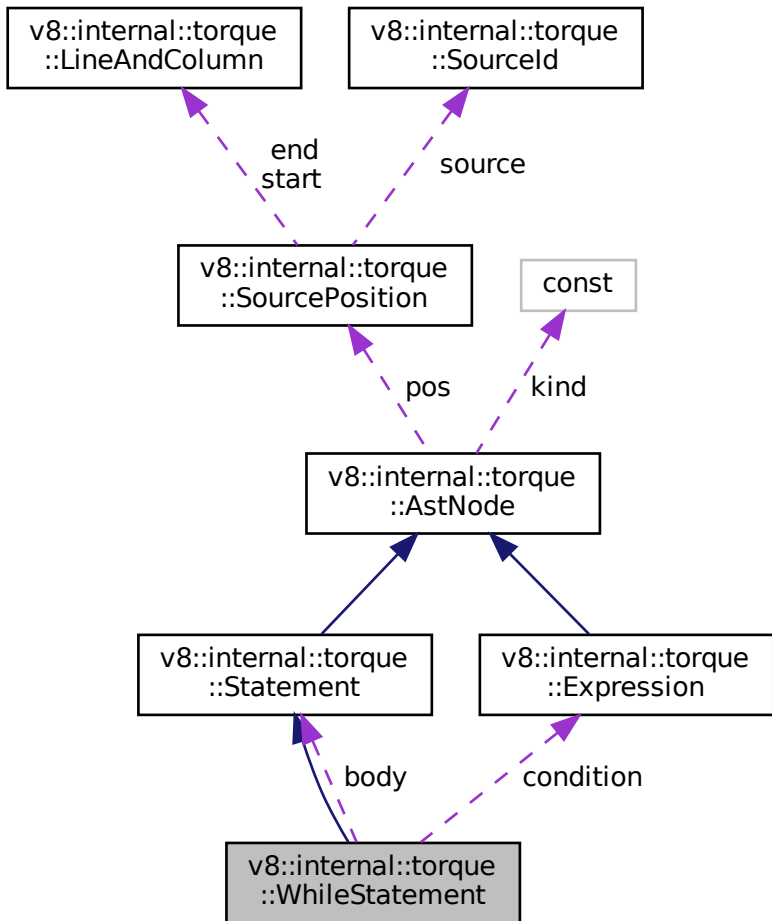 v8::internal::torque
::LineAndColumn
v8::internal::torque
::SourceId
end
start
source
v8::internal::torque
::SourcePosition
const
pos
kind
v8::internal::torque
::AstNode
v8::internal::torque
::Statement
v8::internal::torque
::Expression
body
condition
v8::internal::torque
::WhileStatement